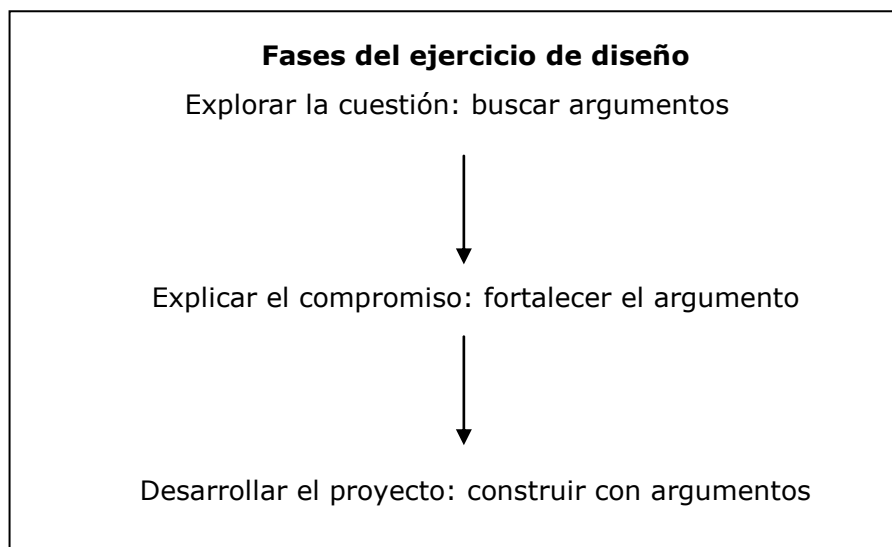 Fases del ejercicio de diseño
Explorar la cuestión: buscar argumentos
Explicar el compromiso: fortalecer el argumento
Desarrollar el proyecto: construir con argumentos